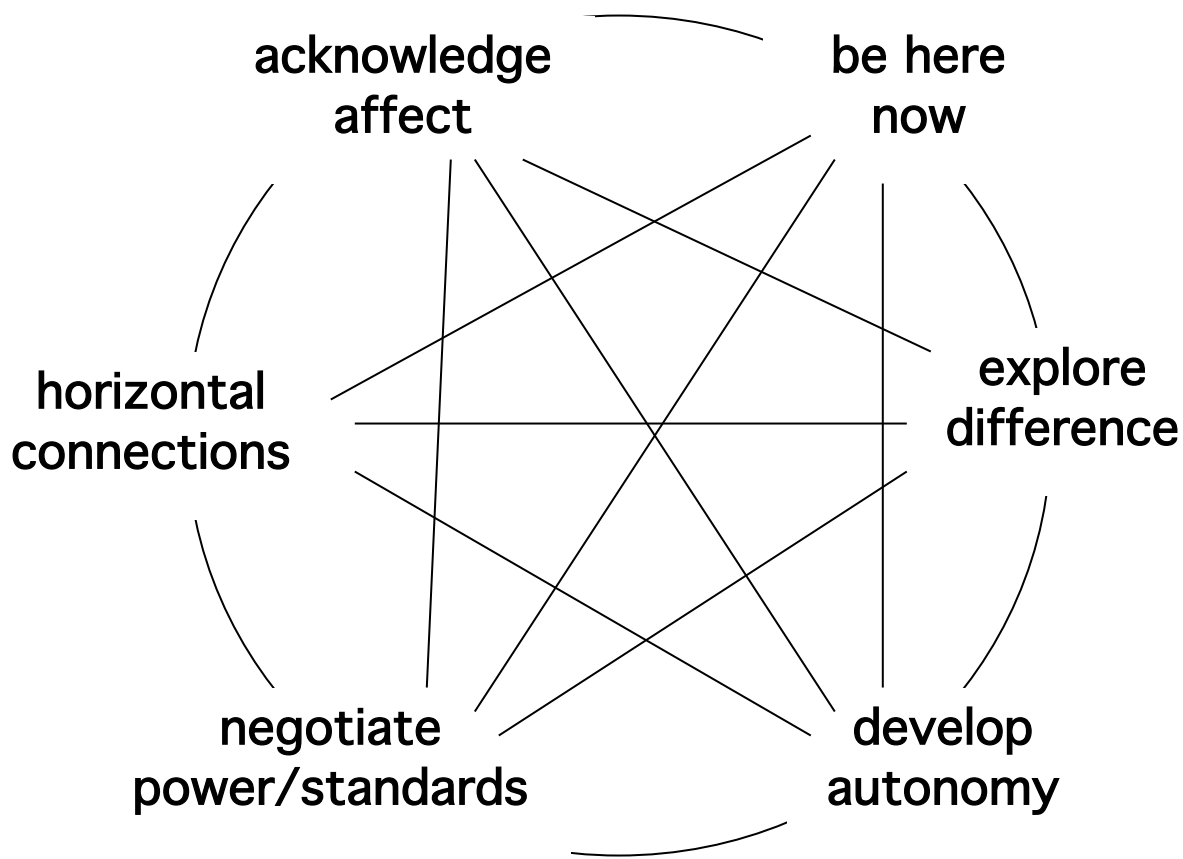 acknowledge
affect
be here
now
explore
difference
horizontal
connections
negotiate
power/standards
develop
autonomy